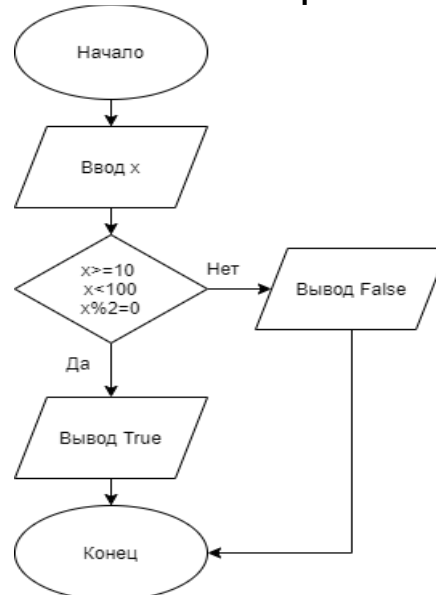 Начало
Ввод x
x>=10
x<100
x%2=0
Нет
Вывод False
Да
Вывод True
Конец